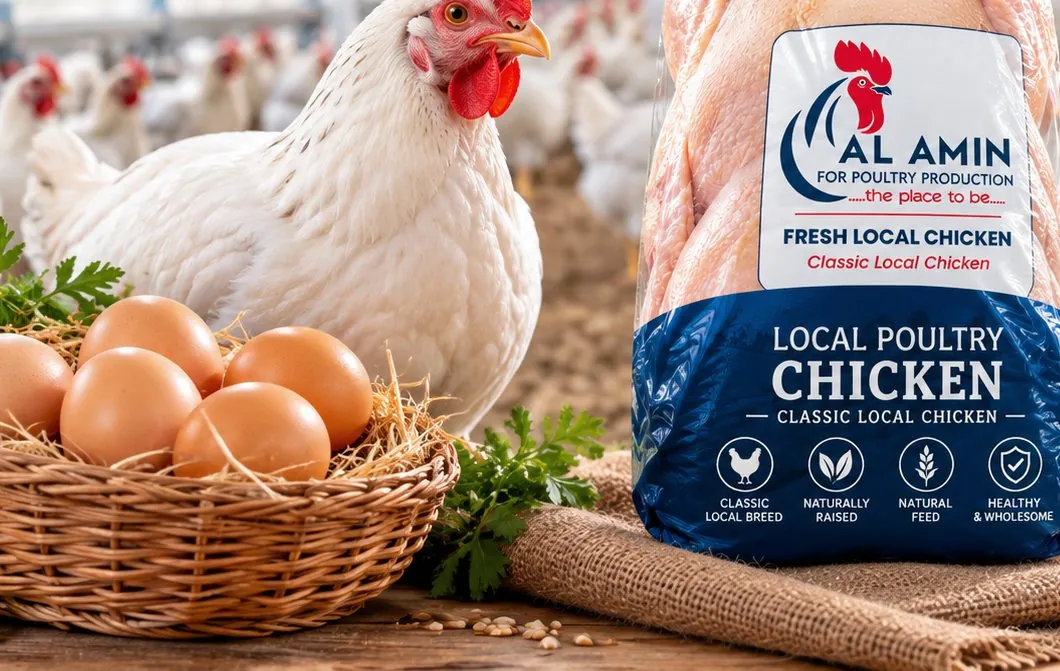 AL AMIN
FOR POULTRY PRODUCTION
.....the place to be.....
FRESH LOCAL CHICKEN
Classic Local Chicken
LOCAL POULTRY
CHICKEN
— CLASSIC LOCAL CHICKEN —
CLASSIC
LOCAL BREED
NATURALLY
RAISED
NATURAL
FEED
HEALTHY
& WHOLESOME